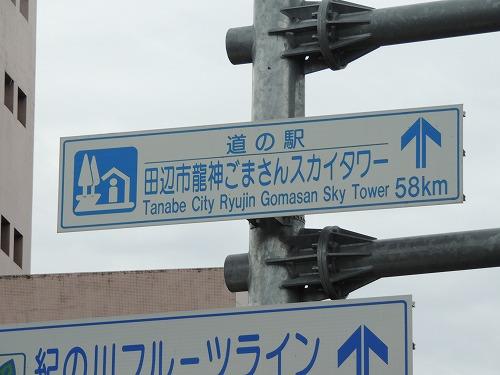 道の駅
田辺市龍神ごまさんスカイタワー
Tanabe City Ryujin Gomasan Sky Tower 58km
紀の川フルーツライン